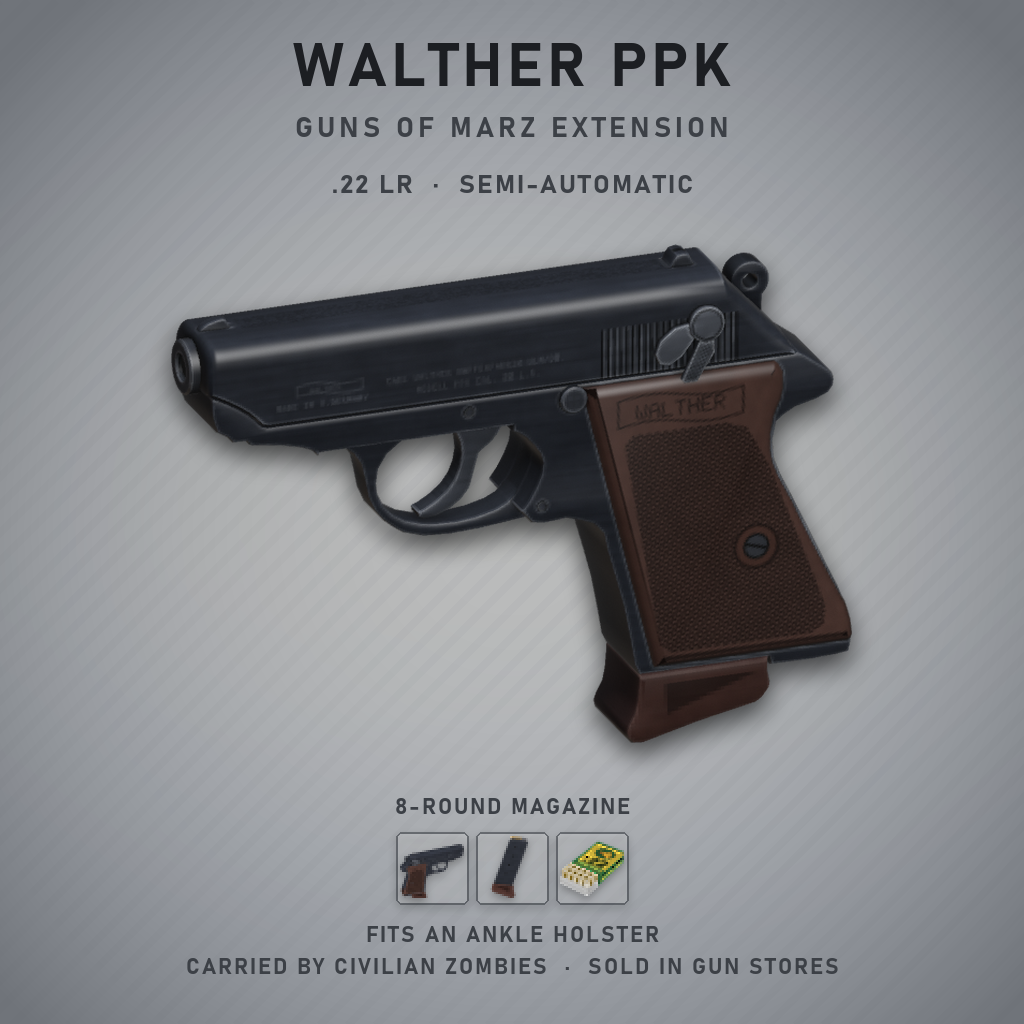 WALTHER PPK
GUNS OF MARZ EXTENSION
.22 LR · SEMI-AUTOMATIC
WALTHER
8-ROUND MAGAZINE
FITS AN ANKLE HOLSTER
CARRIED BY CIVILIAN ZOMBIES · SOLD IN GUN STORES